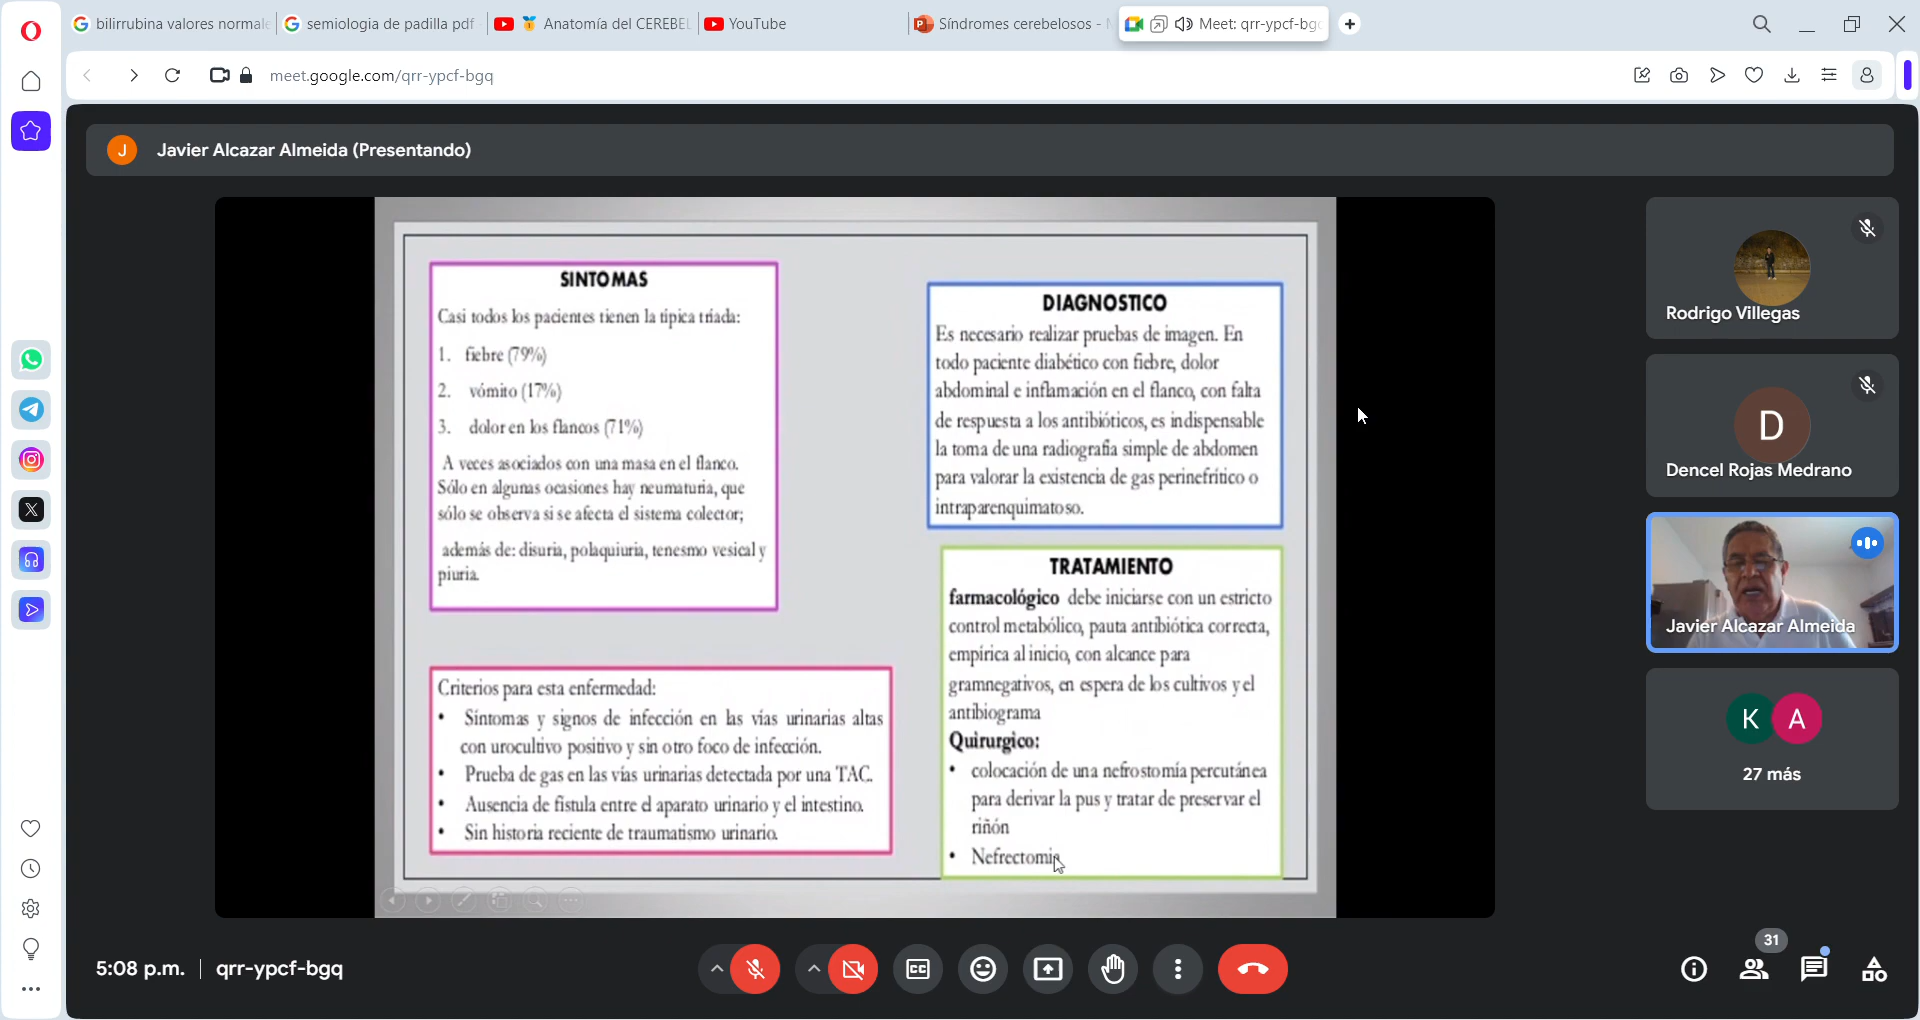 bilirrubina valores normale
semiologia de padilla pdf
Anatomía del CEREBEL
YouTube
Síndromes cerebelosos -
Meet: qrr-ypcf-bgq
meet.google.com/qrr-ypcf-bgq
J Javier Alcazar Almeida (Presentando)
SINTOMAS
Casi todos los pacientes tienen la tipica triada:
1. fiebre (79%)
2. vómito (17%)
3. dolor en los flancos (71%)
A veces asociados con una masa en el flanco.
Sólo en algunas ocasiones hay neumaturia, que
sólo se observa si se afecta el sistema colector;
además de: disuria, polaquiuria, tenesmo vesical y
piuria.
Criterios para esta enfermedad:
• Síntomas y signos de infección en las vías urinarias altas
con urocultivo positivo y sin otro foco de infección.
• Prueba de gas en las vías urinarias detectada por una TAC.
• Ausencia de fístula entre el aparato urinario y el intestino.
• Sin historia reciente de traumatismo urinario.
DIAGNOSTICO
Es necesario realizar pruebas de imagen. En
todo paciente diabético con fiebre, dolor
abdominal e inflamación en el flanco, con falta
de respuesta a los antibióticos, es indispensable
la toma de una radiografía simple de abdomen
para valorar la existencia de gas perinefrítico o
intraparenquimatoso.
TRATAMIENTO
farmacológico debe iniciarse con un estricto
control metabólico, pauta antibiótica correcta,
empírica al inicio, con alcance para
gramnegativos, en espera de los cultivos y el
antibiograma
Quirurgico:
• colocación de una nefrostomía percutánea
para derivar la pus y tratar de preservar el
riñón
• Nefrectomia
Rodrigo Villegas
D
Dencel Rojas Medrano
Javier Alcazar Almeida
K A
27 más
5:08 p.m. | qrr-ypcf-bgq
31